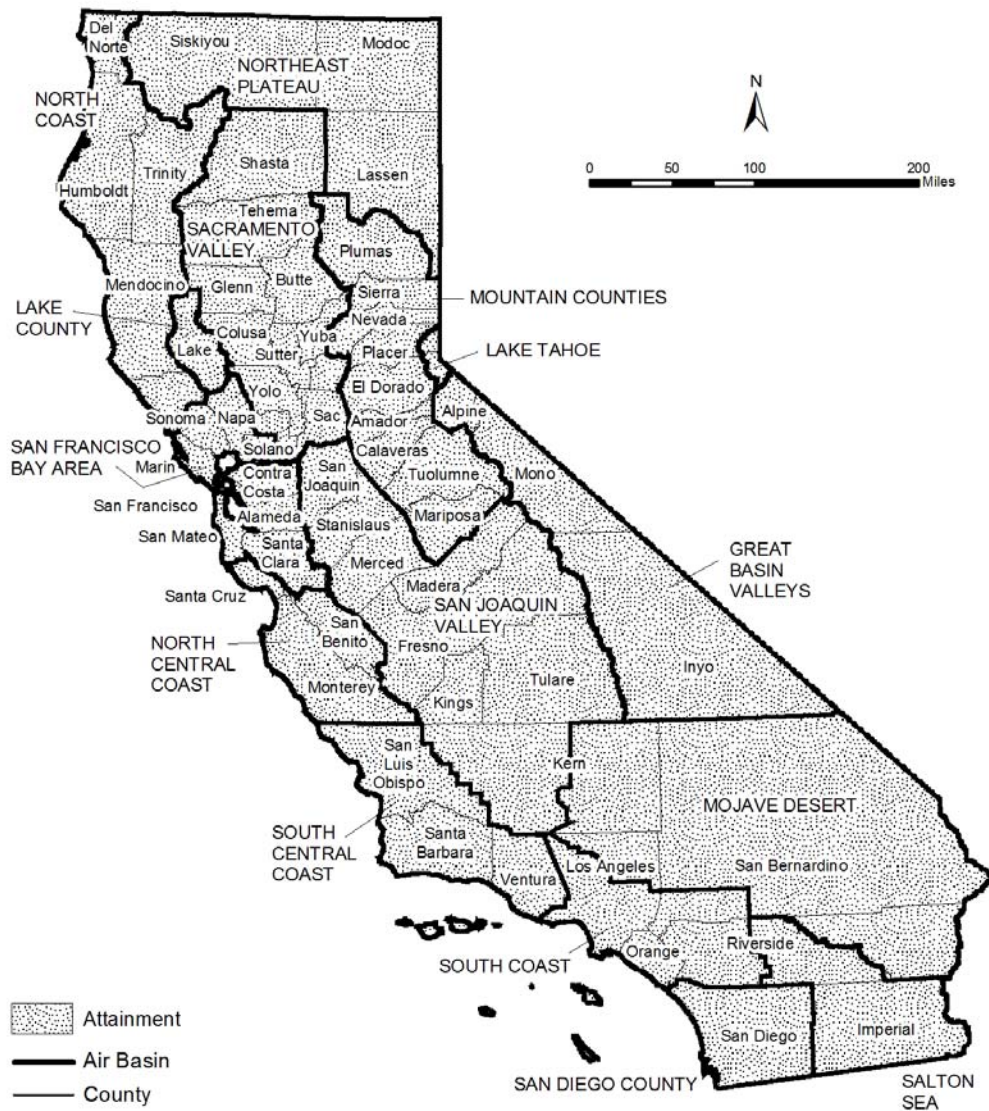 Del
Norte
Siskiyou
Modoc
NORTHEAST
PLATEAU
NORTH
COAST
N
0 50 100 200
Miles
Humboldt
Trinity
Shasta
Lassen
Tehema
SACRAMENTO
VALLEY
Plumas
Mendocino
Glenn
Butte
Sierra
MOUNTAIN COUNTIES
LAKE
COUNTY
Nevada
Colusa
Yuba
Lake
Sutter
Placer
LAKE TAHOE
Yolo
El Dorado
Alpine
Sonoma
Napa
Sac
Amador
SAN FRANCISCO
BAY AREA
Solano
Calaveras
Marin
Contra
Costa
San
Joaquin
Tuolumne
Mono
San Francisco
Alameda
Stanislaus
Mariposa
San Mateo
Santa
Clara
Merced
GREAT
BASIN
VALLEYS
Madera
Santa Cruz
SAN JOAQUIN
VALLEY
San
Benito
NORTH
CENTRAL
COAST
Fresno
Inyo
Monterey
Kings
Tulare
San
Luis
Obispo
Kern
MOJAVE DESERT
SOUTH
CENTRAL
COAST
Santa
Barbara
Los Angeles
San Bernardino
Ventura
Orange
Riverside
SOUTH COAST
Attainment
San Diego
Imperial
Air Basin
SAN DIEGO COUNTY
SALTON
SEA
County